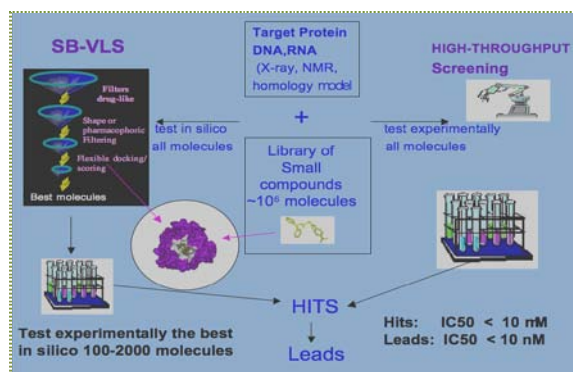 SB-VLS
Filters
drug-like
Shape or
pharmacophoric
Filtering
Flexible docking/
scoring
Best molecules
Target Protein
DNA,RNA
(X-ray, NMR,
homology model
HIGH-THROUGHPUT
Screening
test in silico
all molecules
+
test experimentally
all molecules
Library of
Small
compounds
~10⁶ molecules
HITS
Leads
Test experimentally the best
in silico 100-2000 molecules
Hits: IC50 < 10 mM
Leads: IC50 < 10 nM